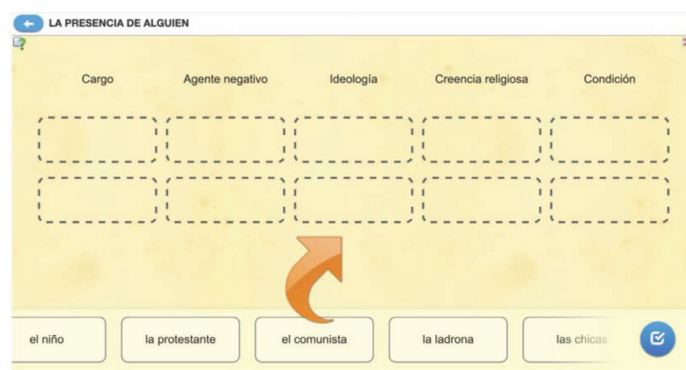 LA PRESENCIA DE ALGUIEN
Cargo Agente negativo Ideología Creencia religiosa Condición
el niño la protestante el comunista la ladrona las chicas